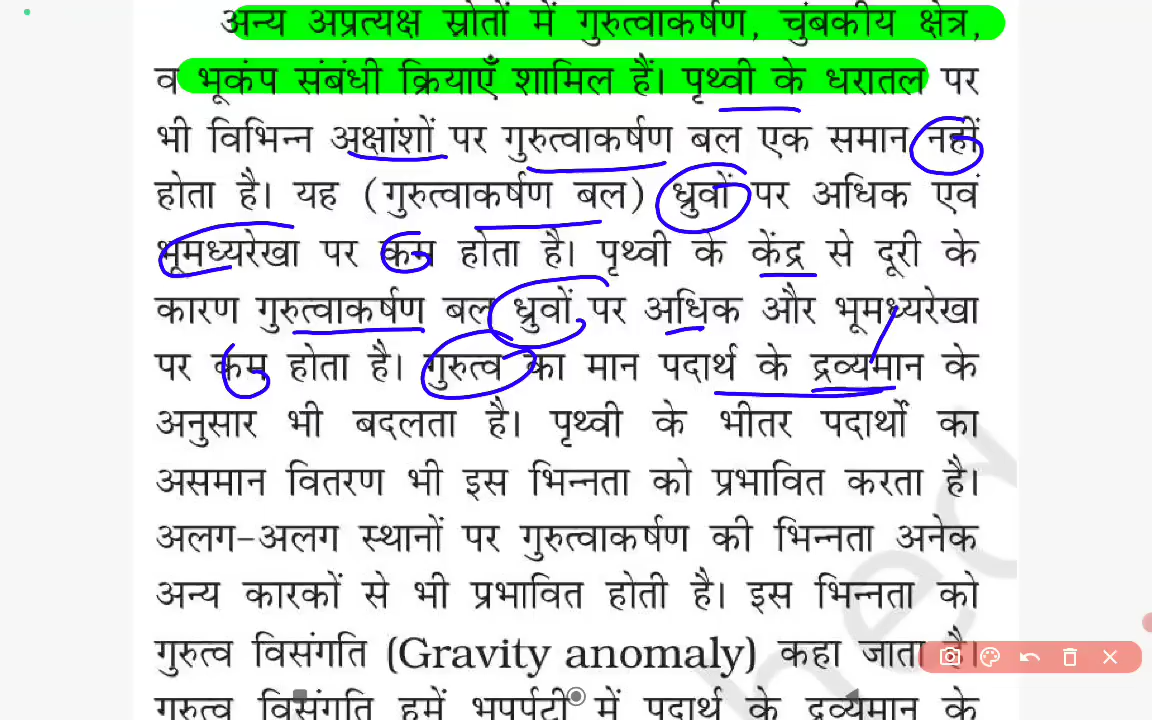 अन्य अप्रत्यक्ष स्रोतों में गुरुत्वाकर्षण, चुंबकीय क्षेत्र,
व भूकंप संबंधी क्रियाएँ शामिल हैं। पृथ्वी के धरातल पर
भी विभिन्न अक्षांशों पर गुरुत्वाकर्षण बल एक समान नहीं
होता है। यह (गुरुत्वाकर्षण बल) ध्रुवों पर अधिक एवं
भूमध्यरेखा पर कम होता है। पृथ्वी के केंद्र से दूरी के
कारण गुरुत्वाकर्षण बल ध्रुवों पर अधिक और भूमध्यरेखा
पर कम होता है। गुरुत्व का मान पदार्थ के द्रव्यमान के
अनुसार भी बदलता है। पृथ्वी के भीतर पदार्थों का
असमान वितरण भी इस भिन्नता को प्रभावित करता है।
अलग-अलग स्थानों पर गुरुत्वाकर्षण की भिन्नता अनेक
अन्य कारकों से भी प्रभावित होती है। इस भिन्नता को
गुरुत्व विसंगति (Gravity anomaly) कहा जाता है।
गुरुत्व विसंगति हमें भूपर्पटी में पदार्थ के द्रव्यमान के